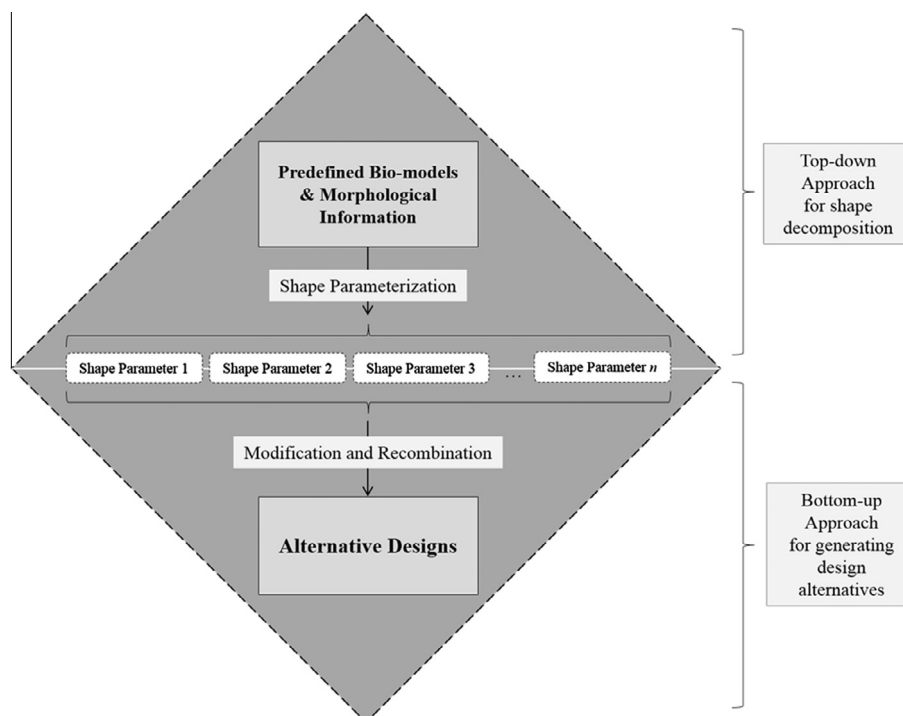 Predefined Bio-models
& Morphological
Information
Top-down
Approach
for shape
decomposition
Shape Parameterization
Shape Parameter 1
Shape Parameter 2
Shape Parameter 3
...
Shape Parameter n
Modification and Recombination
Alternative Designs
Bottom-up
Approach
for generating
design
alternatives